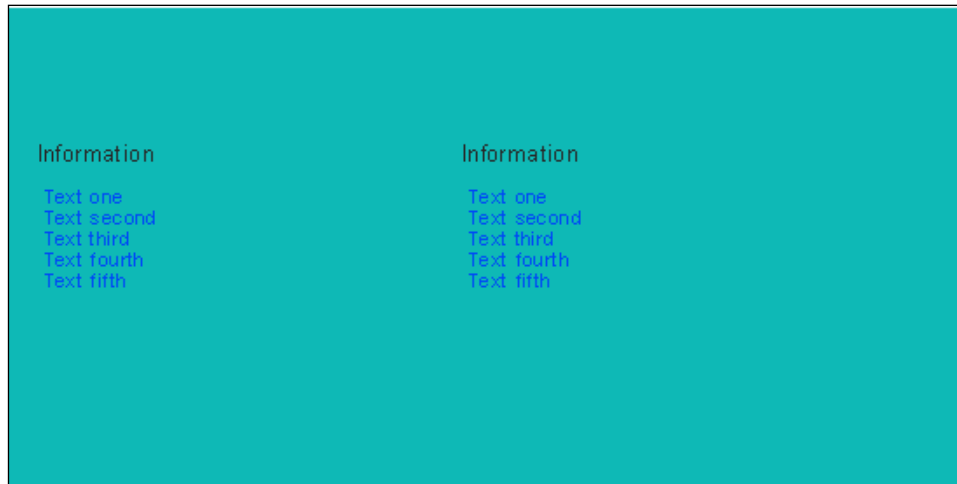 Information
Text one
Text second
Text third
Text fourth
Text fifth
Information
Text one
Text second
Text third
Text fourth
Text fifth